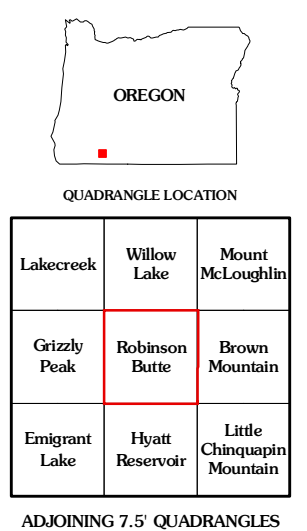 OREGON
QUADRANGLE LOCATION
Lakecreek
Willow
Lake
Mount
McLoughlin
Grizzly
Peak
Robinson
Butte
Brown
Mountain
Emigrant
Lake
Hyatt
Reservoir
Little
Chinquapin
Mountain
ADJOINING 7.5' QUADRANGLES